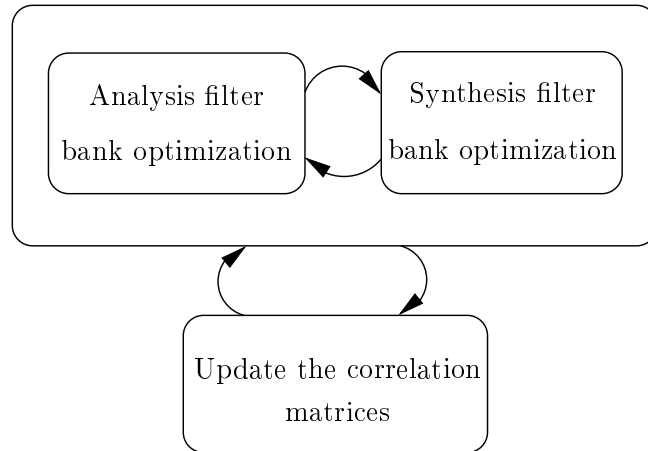 Analysis filter
bank optimization
Synthesis filter
bank optimization
Update the correlation
matrices